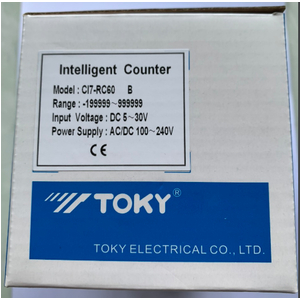 Intelligent Counter
Model : CI7-RC60 B
Range : -199999~999999
Input Voltage : DC 5~30V
Power Supply : AC/DC 100~240V
CE
TOKY®
TOKY ELECTRICAL CO., LTD.